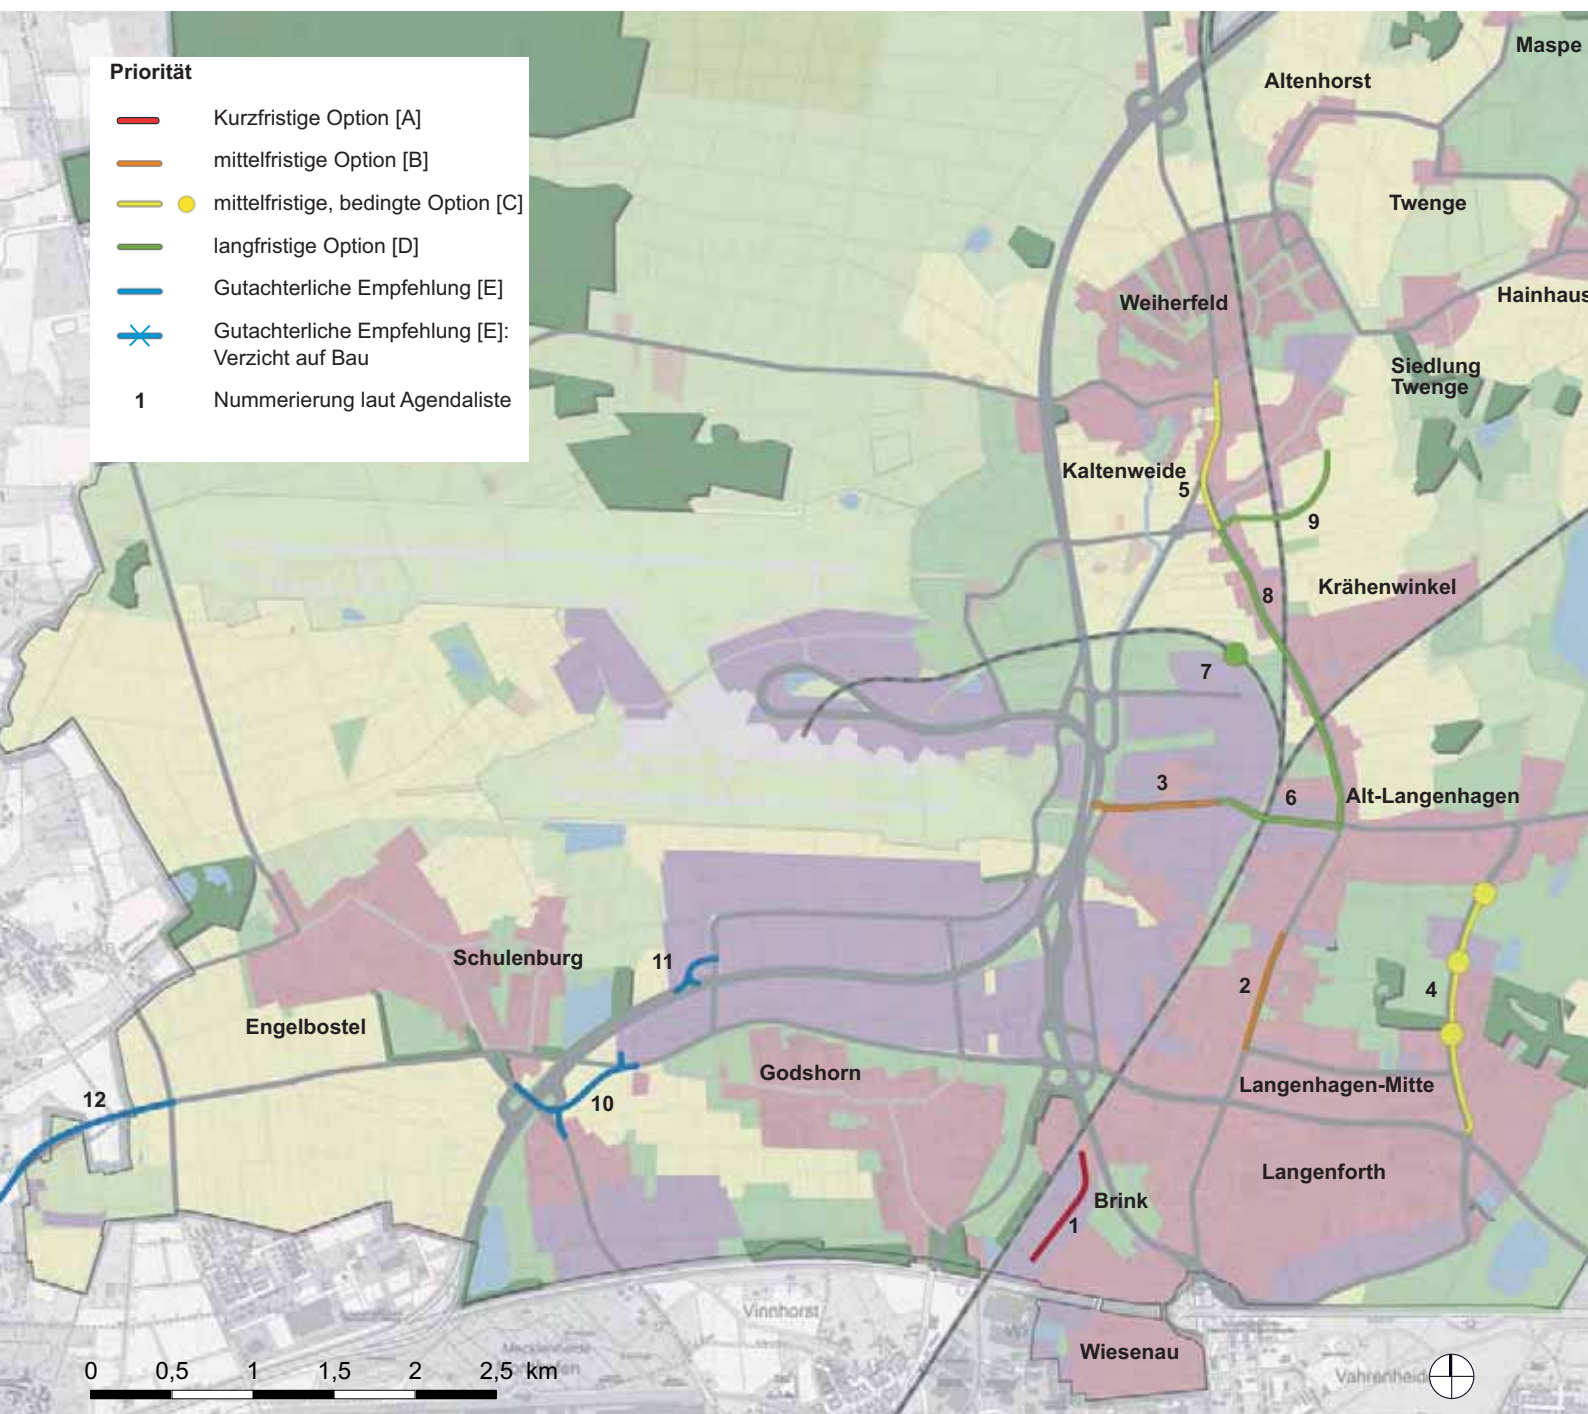 Priorität
Kurzfristige Option [A]
mittelfristige Option [B]
mittelfristige, bedingte Option [C]
langfristige Option [D]
Gutachterliche Empfehlung [E]
Gutachterliche Empfehlung [E]:
Verzicht auf Bau
1 Nummerierung laut Agendaliste
Maspe
Altenhorst
Twenge
Hainhaus
Weiherfeld
Siedlung
Twenge
Kaltenweide
5
9
Krähenwinkel
8
7
3
6
Alt-Langenhagen
Schulenburg
11
2
4
Engelbostel
Godshorn
Langenhagen-Mitte
12
10
Langenforth
Brink
1
Vinnhorst
Wiesenau
Mecklenheide
Vahrenheide
0 0,5 1 1,5 2 2,5 km